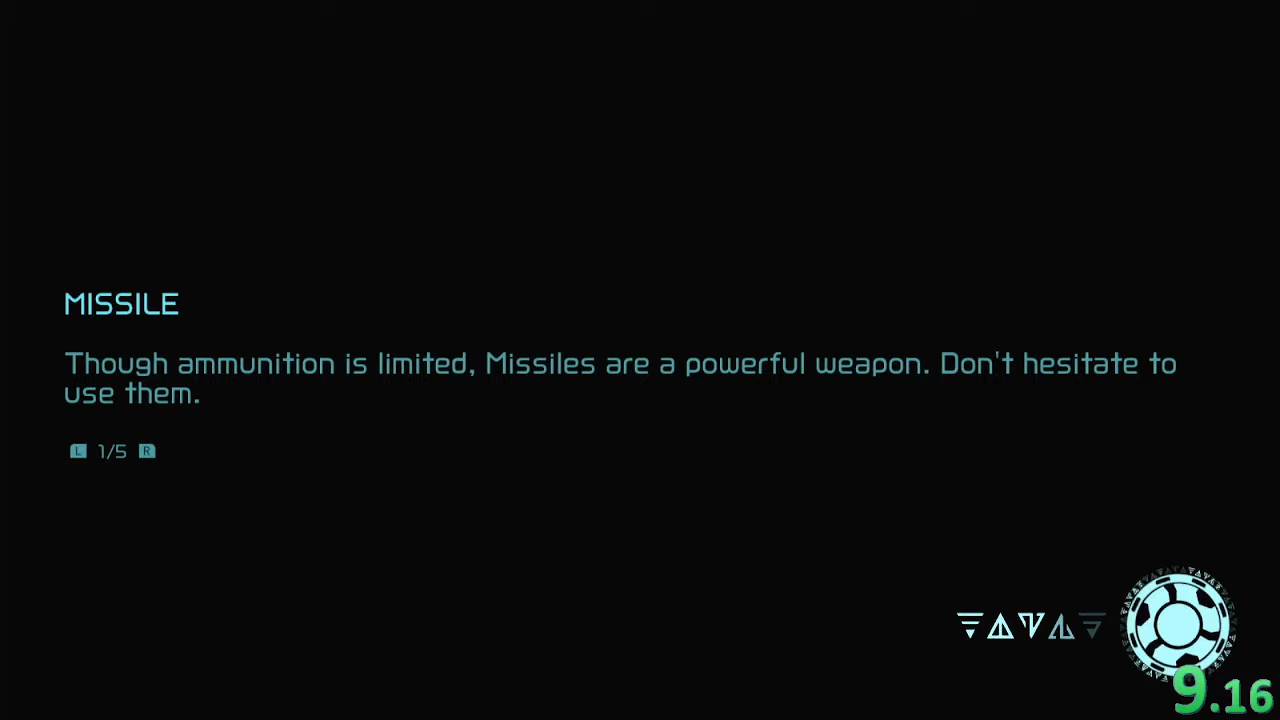 MISSILE
Though ammunition is limited, Missiles are a powerful weapon. Don't hesitate to
use them.
L 1/5 R
9.16